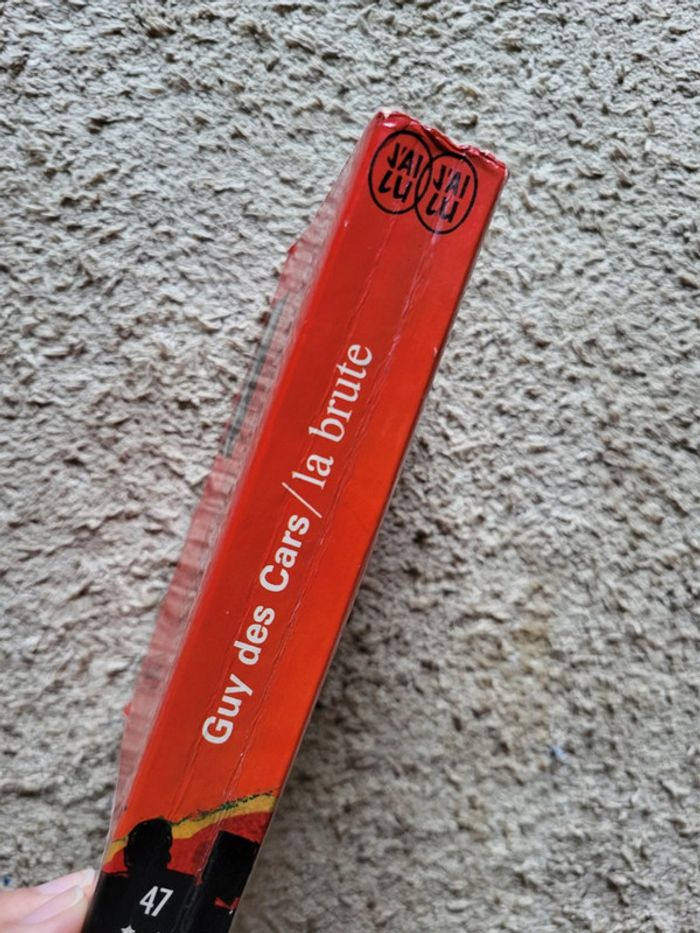 J'AI LU
J'AI LU
Guy des Cars/la brute
47